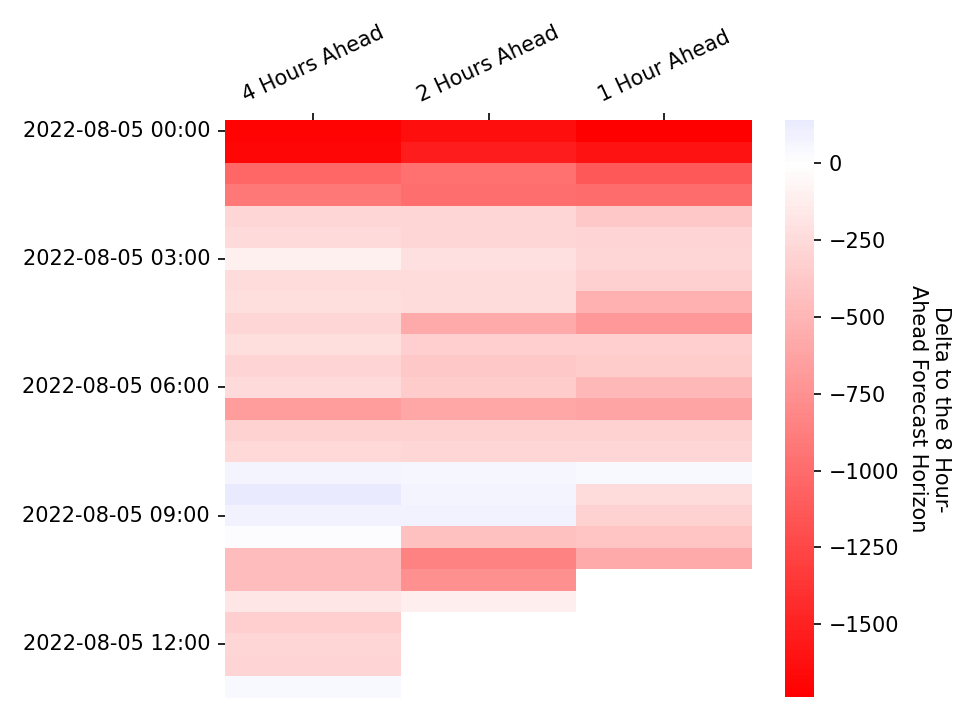 4 Hours Ahead
2 Hours Ahead
1 Hour Ahead
2022-08-05 00:00
2022-08-05 03:00
2022-08-05 06:00
2022-08-05 09:00
2022-08-05 12:00
0
−250
−500
−750
−1000
−1250
−1500
Delta to the 8 Hour-
Ahead Forecast Horizon